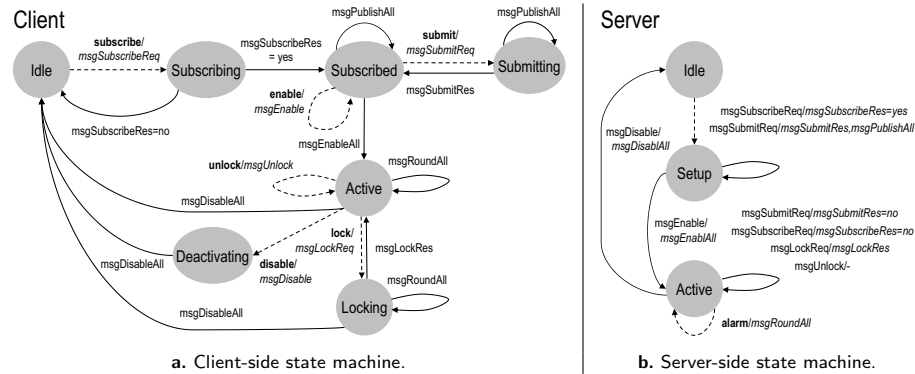 Client
Server
msgPublishAll
msgPublishAll
subscribe/
msgSubscribeReq
msgSubscribeRes
= yes
submit/
msgSubmitReq
Idle
Subscribing
Subscribed
Submitting
Idle
msgSubmitRes
enable/
msgEnable
msgSubscribeRes=no
msgEnableAll
msgDisable/
msgDisablAll
msgSubscribeReq/msgSubscribeRes=yes
msgSubmitReq/msgSubmitRes,msgPublishAll
unlock/msgUnlock
msgRoundAll
Setup
Active
msgDisableAll
lock/
msgLockReq
msgLockRes
msgEnable/
msgEnablAll
msgSubmitReq/msgSubmitRes=no
msgSubscribeReq/msgSubscribeRes=no
msgLockReq/msgLockRes
msgUnlock/-
Deactivating
msgDisableAll
disable/
msgDisable
msgRoundAll
Active
Locking
msgDisableAll
alarm/msgRoundAll
a. Client-side state machine.
b. Server-side state machine.